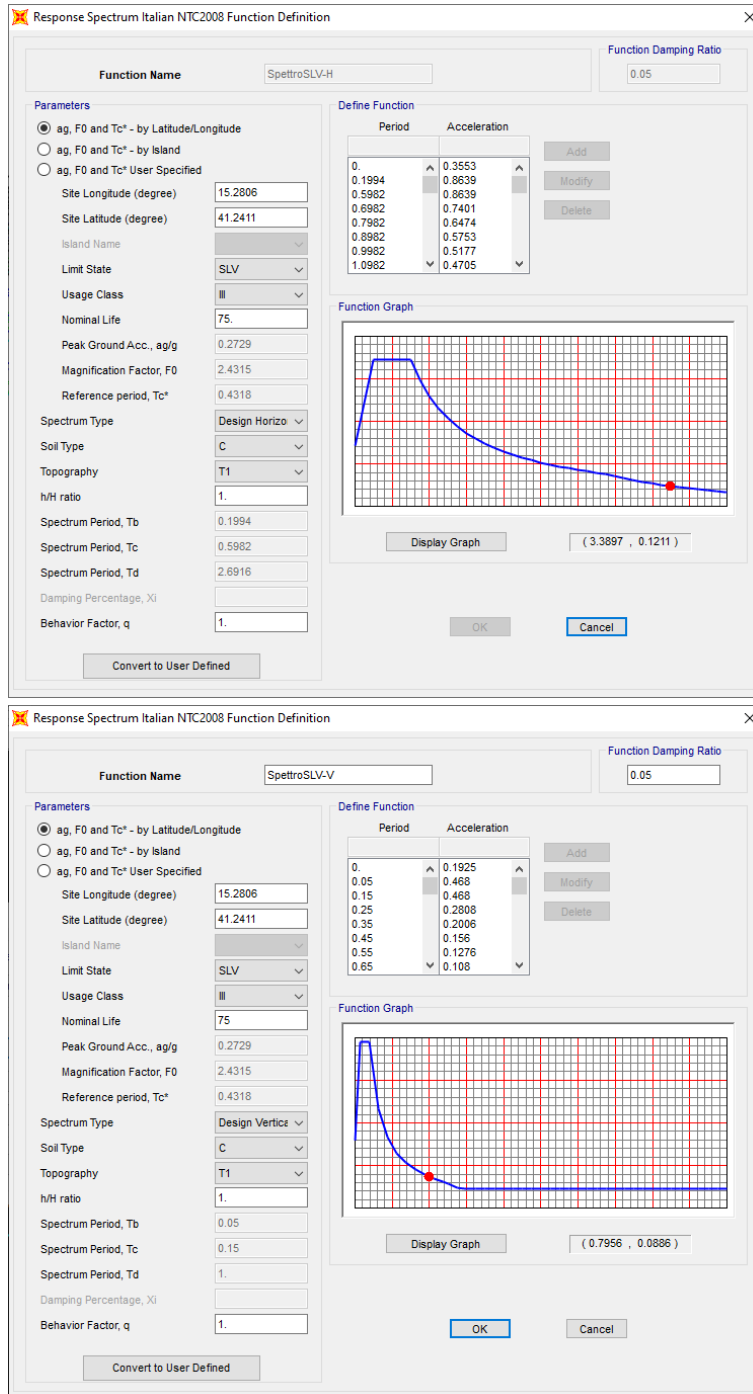 Response Spectrum Italian NTC2008 Function Definition
Function Damping Ratio
Function Name
SpettroSLV-H
0.05
Parameters
ag, F0 and Tc* - by Latitude/Longitude
ag, F0 and Tc* - by Island
ag, F0 and Tc* User Specified
Site Longitude (degree) 15.2806
Site Latitude (degree) 41.2411
Island Name
Limit State SLV
Usage Class III
Nominal Life 75.
Peak Ground Acc., ag/g 0.2729
Magnification Factor, F0 2.4315
Reference period, Tc* 0.4318
Spectrum Type Design Horizo
Soil Type C
Topography T1
h/H ratio 1.
Spectrum Period, Tb 0.1994
Spectrum Period, Tc 0.5982
Spectrum Period, Td 2.6916
Damping Percentage, Xi
Behavior Factor, q 1.
Convert to User Defined
Define Function
Period Acceleration
0. 0.3553
0.1994 0.8639
0.5982 0.8639
0.6982 0.7401
0.7982 0.6474
0.8982 0.5753
0.9982 0.5177
1.0982 0.4705
Add
Modify
Delete
Function Graph
Display Graph
( 3.3897 , 0.1211 )
OK
Cancel
Response Spectrum Italian NTC2008 Function Definition
Function Damping Ratio
Function Name
SpettroSLV-V
0.05
Parameters
ag, F0 and Tc* - by Latitude/Longitude
ag, F0 and Tc* - by Island
ag, F0 and Tc* User Specified
Site Longitude (degree) 15.2806
Site Latitude (degree) 41.2411
Island Name
Limit State SLV
Usage Class III
Nominal Life 75
Peak Ground Acc., ag/g 0.2729
Magnification Factor, F0 2.4315
Reference period, Tc* 0.4318
Spectrum Type Design Vertica
Soil Type C
Topography T1
h/H ratio 1.
Spectrum Period, Tb 0.05
Spectrum Period, Tc 0.15
Spectrum Period, Td 1.
Damping Percentage, Xi
Behavior Factor, q 1.
Convert to User Defined
Define Function
Period Acceleration
0. 0.1925
0.05 0.468
0.15 0.468
0.25 0.2808
0.35 0.2006
0.45 0.156
0.55 0.1276
0.65 0.108
Add
Modify
Delete
Function Graph
Display Graph
( 0.7956 , 0.0886 )
OK
Cancel